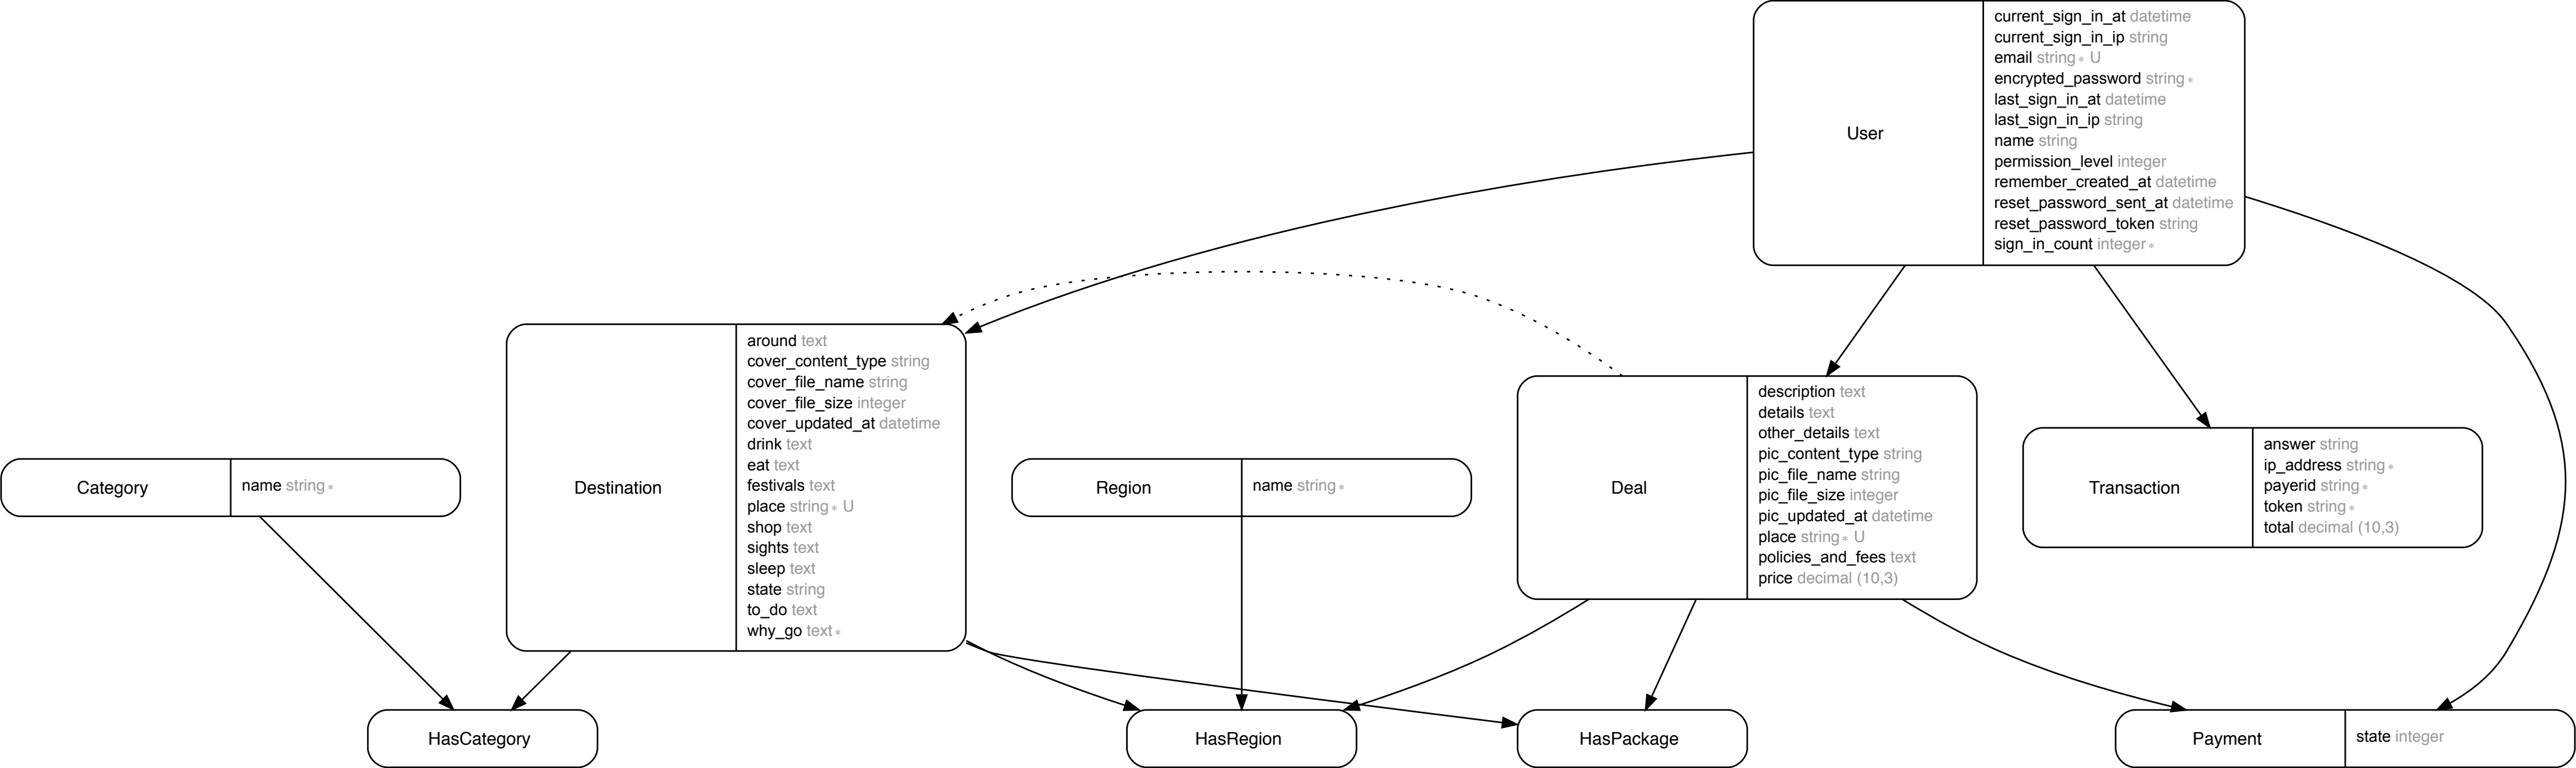 User
current_sign_in_at datetime
current_sign_in_ip string
email string∗ U
encrypted_password string∗
last_sign_in_at datetime
last_sign_in_ip string
name string
permission_level integer
remember_created_at datetime
reset_password_sent_at datetime
reset_password_token string
sign_in_count integer∗
Category
name string∗
Destination
around text
cover_content_type string
cover_file_name string
cover_file_size integer
cover_updated_at datetime
drink text
eat text
festivals text
place string∗ U
shop text
sights text
sleep text
state string
to_do text
why_go text∗
Region
name string∗
Deal
description text
details text
other_details text
pic_content_type string
pic_file_name string
pic_file_size integer
pic_updated_at datetime
place string∗ U
policies_and_fees text
price decimal (10,3)
Transaction
answer string
ip_address string∗
payerid string∗
token string∗
total decimal (10,3)
HasCategory
HasRegion
HasPackage
Payment
state integer